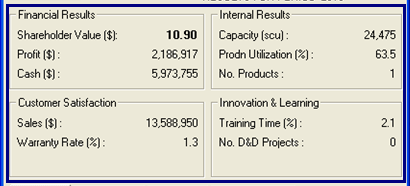 Financial Results
Shareholder Value ($): 10.90
Profit ($) : 2,186,917
Cash ($) : 5,973,755
Internal Results
Capacity (scu) : 24,475
Prodn Utilization (%) : 63.5
No. Products : 1
Customer Satisfaction
Sales ($) : 13,588,950
Warranty Rate (%) : 1.3
Innovation & Learning
Training Time (%) : 2.1
No. D&D Projects : 0